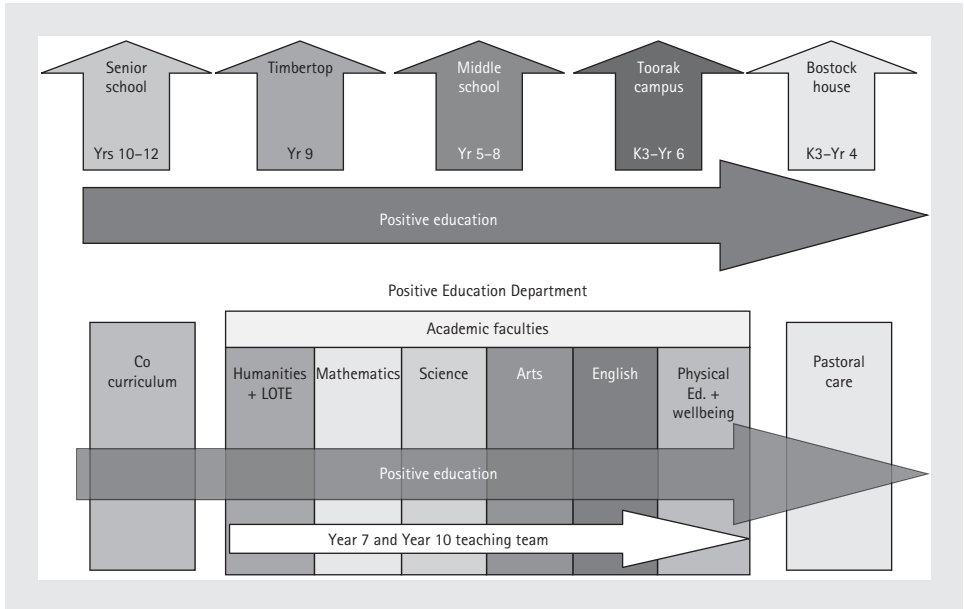 Senior
school
Yrs 10–12
Timbertop
Yr 9
Middle
school
Yr 5–8
Toorak
campus
K3–Yr 6
Bostock
house
K3–Yr 4
Positive education
Positive Education Department
Academic faculties
Co
curriculum
Humanities
+ LOTE
Mathematics
Science
Arts
English
Physical
Ed. +
wellbeing
Pastoral
care
Positive education
Year 7 and Year 10 teaching team